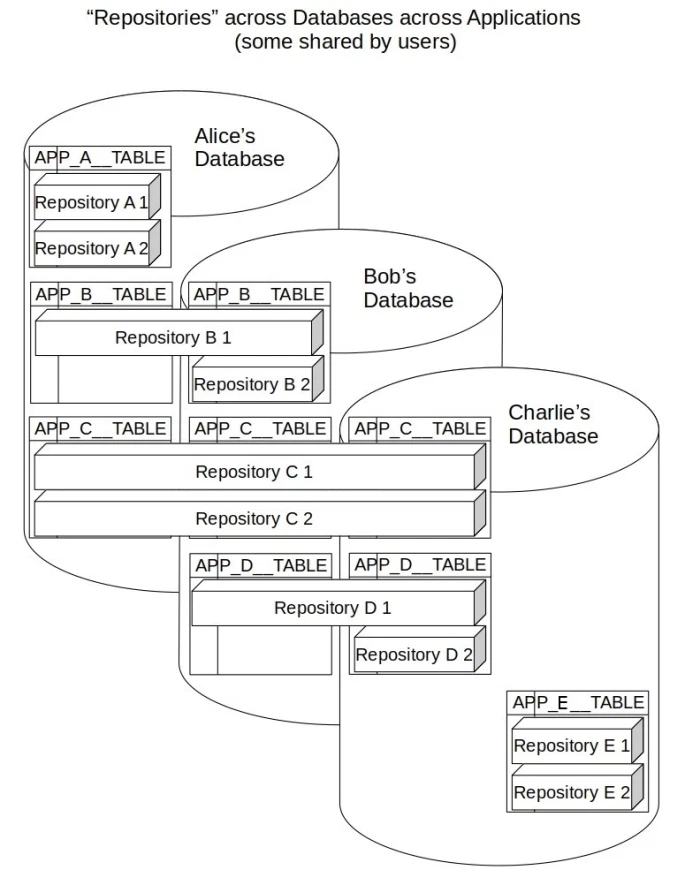 “Repositories” across Databases across Applications
(some shared by users)
Alice’s
Database
APP_A__TABLE
Repository A 1
Repository A 2
Bob’s
Database
APP_B__TABLE
APP_B__TABLE
Repository B 1
Repository B 2
Charlie’s
Database
APP_C__TABLE
APP_C__TABLE
APP_C__TABLE
Repository C 1
Repository C 2
APP_D__TABLE
APP_D__TABLE
Repository D 1
Repository D 2
APP_E__TABLE
Repository E 1
Repository E 2